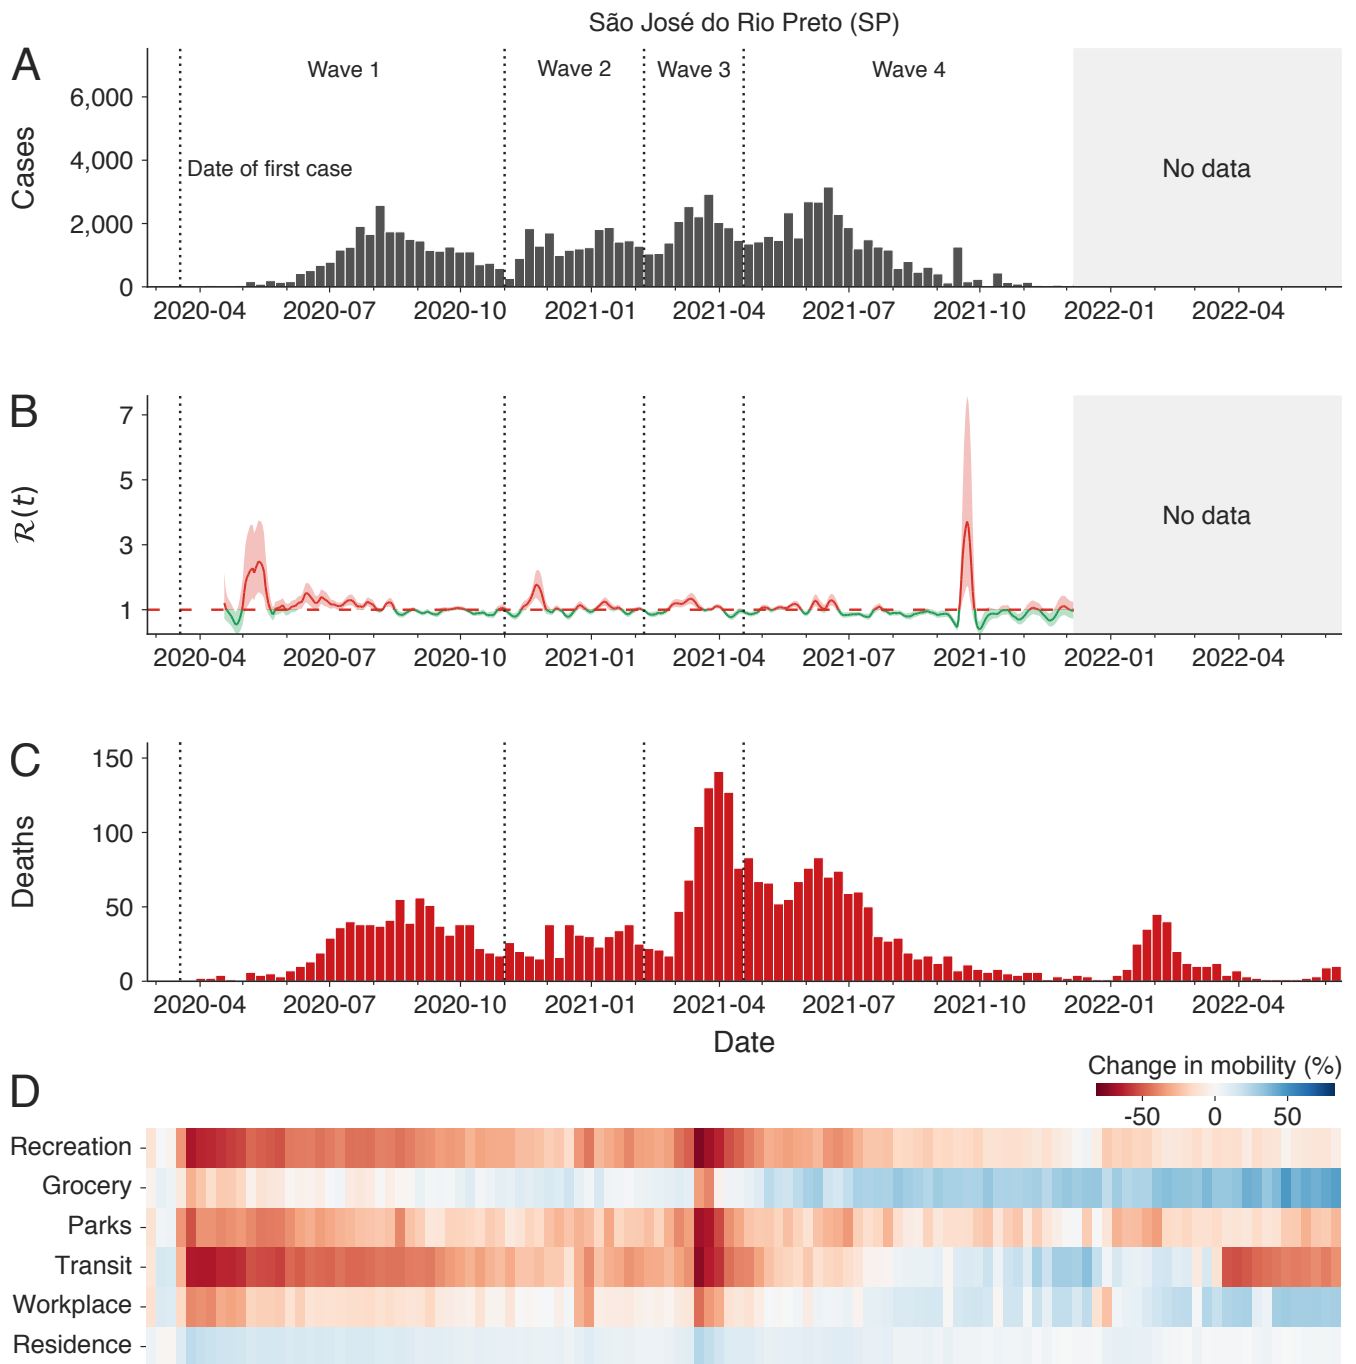 São José do Rio Preto (SP)
A
Wave 1
Wave 2
Wave 3
Wave 4
Cases
6,000
4,000
2,000
0
Date of first case
No data
2020-04
2020-07
2020-10
2021-01
2021-04
2021-07
2021-10
2022-01
2022-04
B
R(t)
7
5
3
1
No data
2020-04
2020-07
2020-10
2021-01
2021-04
2021-07
2021-10
2022-01
2022-04
C
Deaths
150
100
50
0
2020-04
2020-07
2020-10
2021-01
2021-04
2021-07
2021-10
2022-01
2022-04
Date
D
Change in mobility (%)
-50
0
50
Recreation
Grocery
Parks
Transit
Workplace
Residence